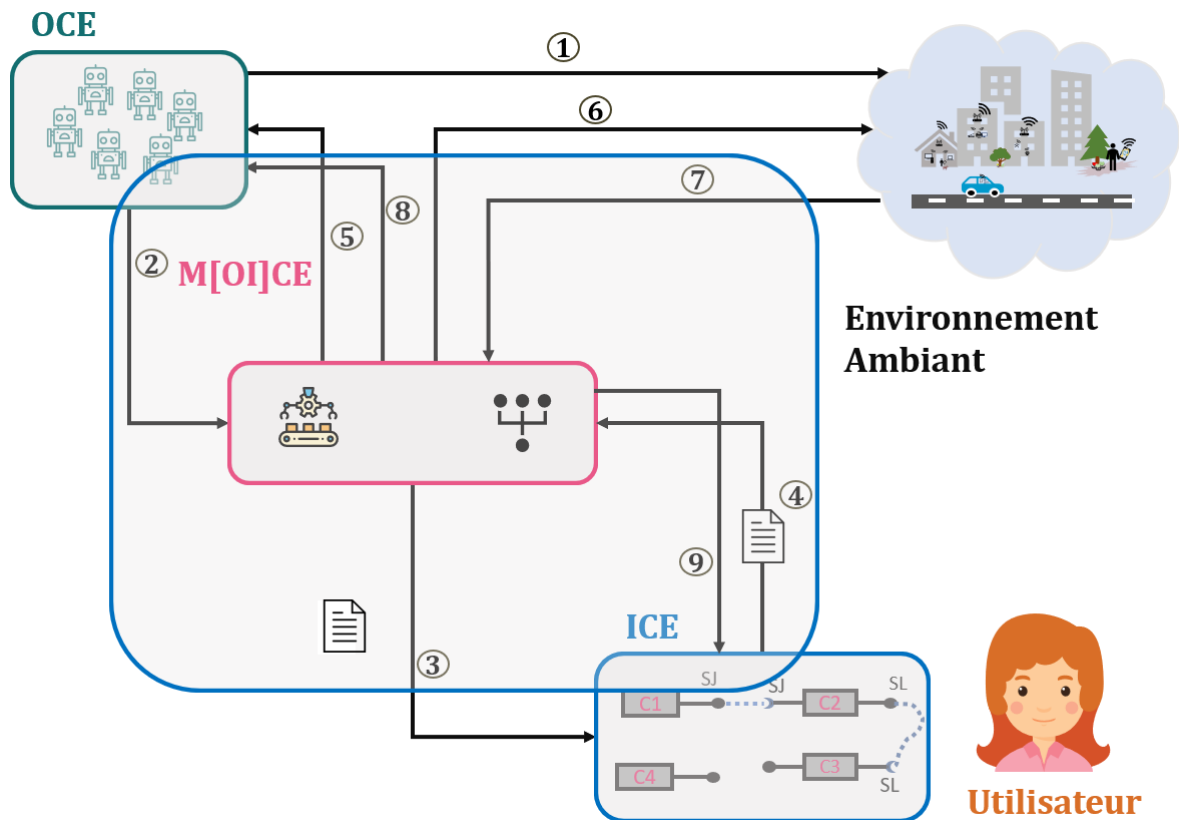 OCE
①
⑥
⑦
②
M[OI]CE
⑤
⑧
Environnement
Ambiant
④
⑨
ICE
③
SJ
SJ
SL
C1
C2
C4
C3
SL
Utilisateur